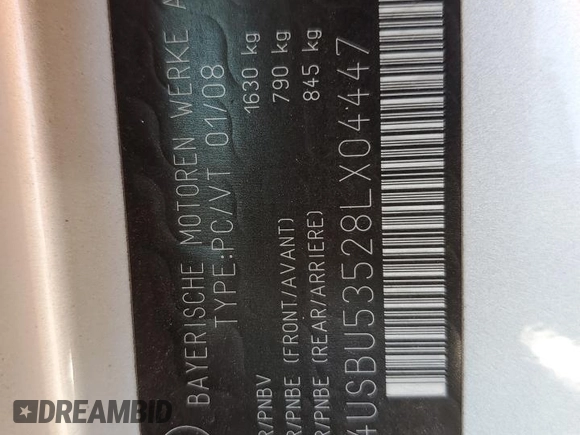 BAYERISCHE MOTOREN WERKE A
TYPE:PC/VT 01/08
R/PNBV 1630 kg
R/PNBE (FRONT/AVANT) 790 kg
R/PNBE (REAR/ARRIERE) 845 kg
4USBU53528LX04447
DREAMBID